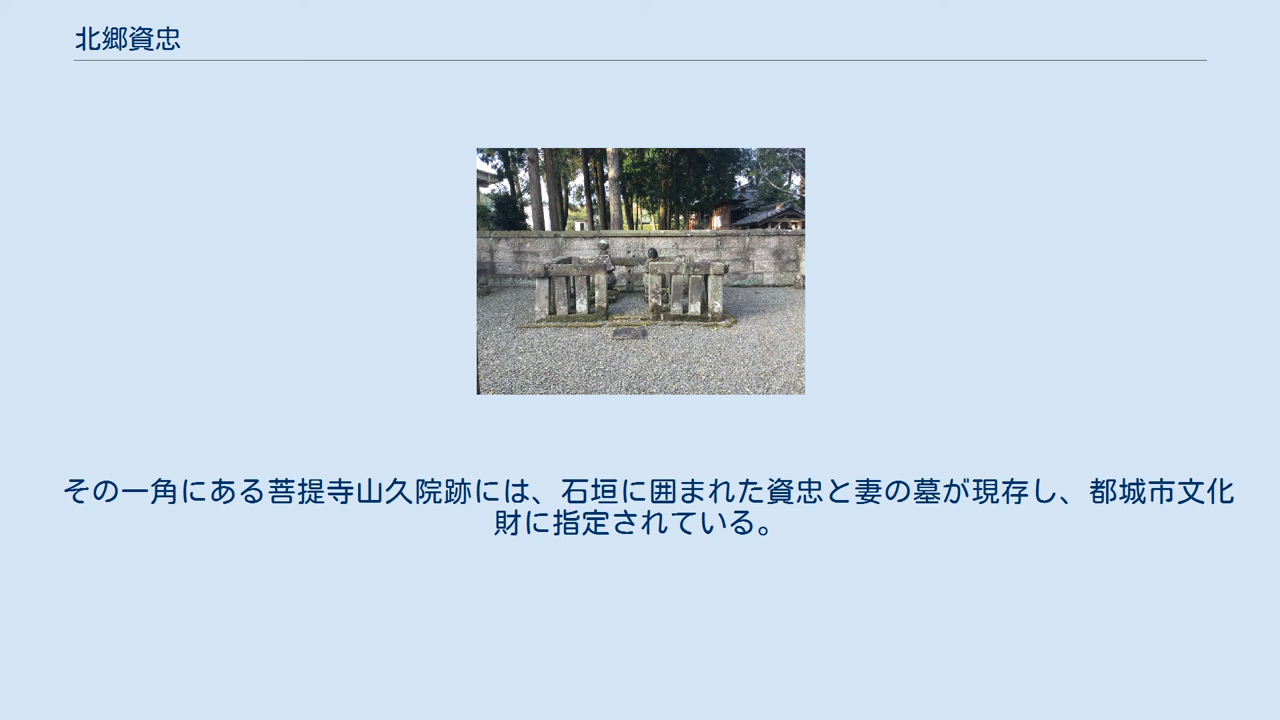 北郷資忠
その一角にある菩提寺山久院跡には、石垣に囲まれた資忠と妻の墓が現存し、都城市文化
財に指定されている。